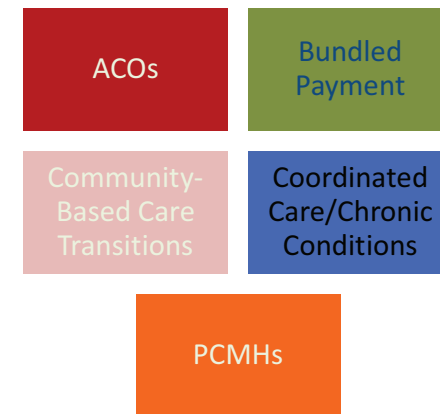 ACOs
Bundled
Payment
Community-
Based Care
Transitions
Coordinated
Care/Chronic
Conditions
PCMHs